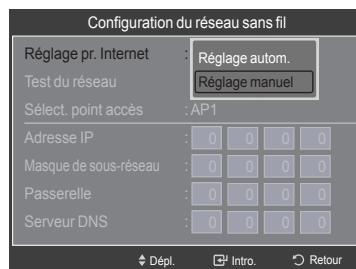 Configuration du réseau sans fil
Réglage pr. Internet : Réglage autom.
Réglage manuel
Test du réseau
Sélect. point accès : AP1
Adresse IP : 0 0 0 0
Masque de sous-réseau : 0 0 0 0
Passerelle : 0 0 0 0
Serveur DNS : 0 0 0 0
Dépl. Intro. Retour